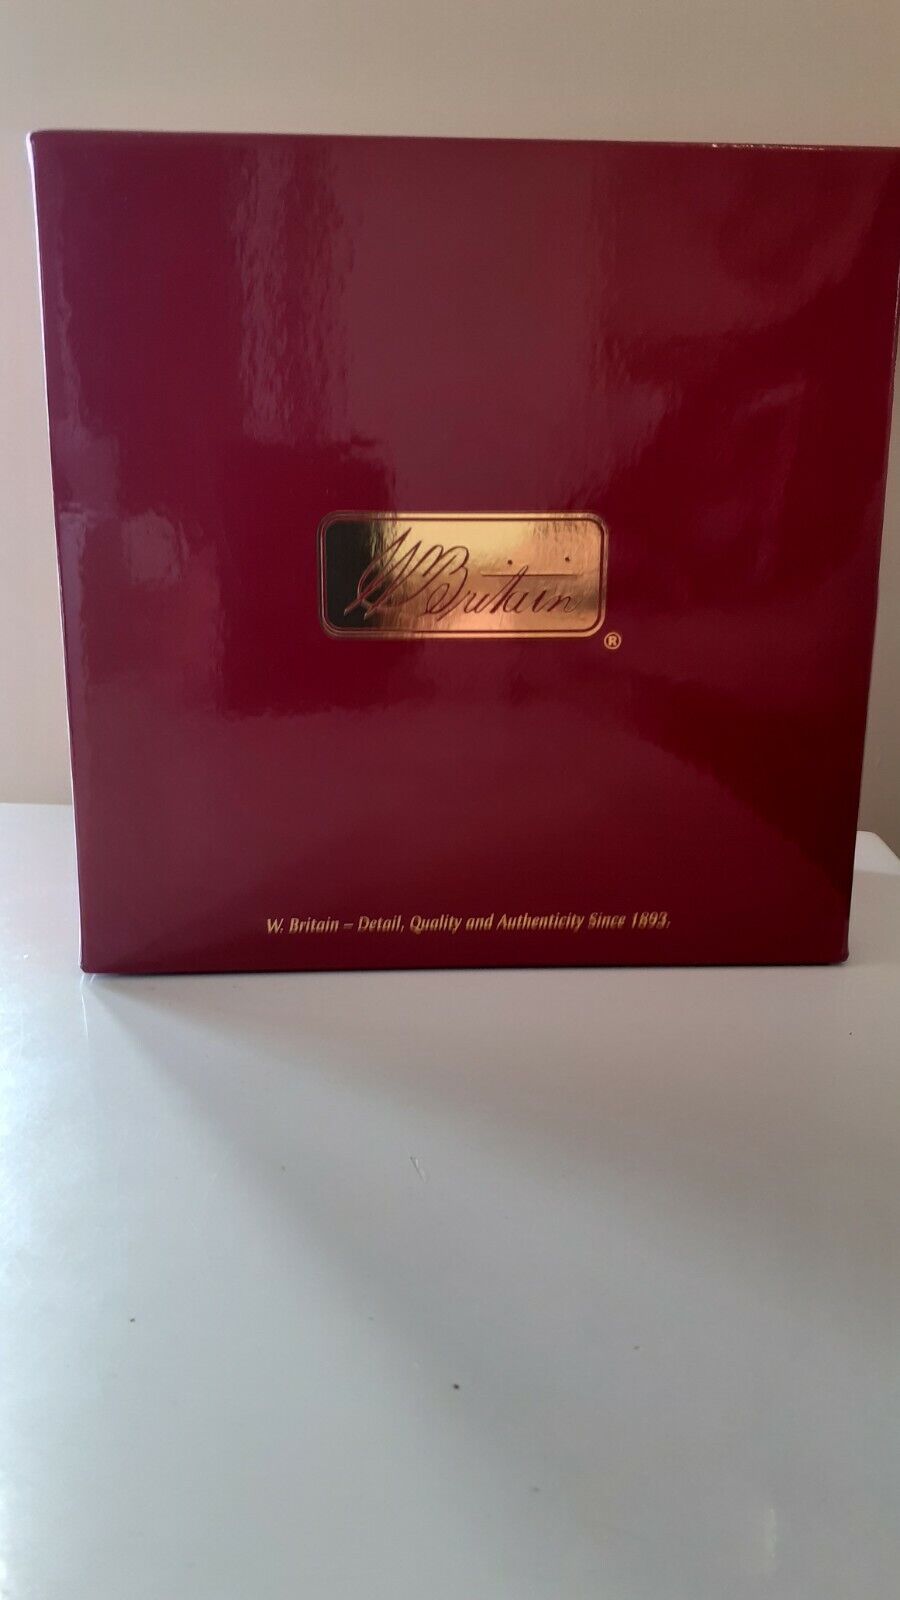 W Britain
®
W. Britain – Detail, Quality and Authenticity Since 1893.